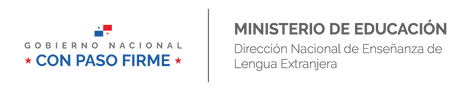 GOBIERNO NACIONAL
CON PASO FIRME
MINISTERIO DE EDUCACIÓN
Dirección Nacional de Enseñanza de
Lengua Extranjera